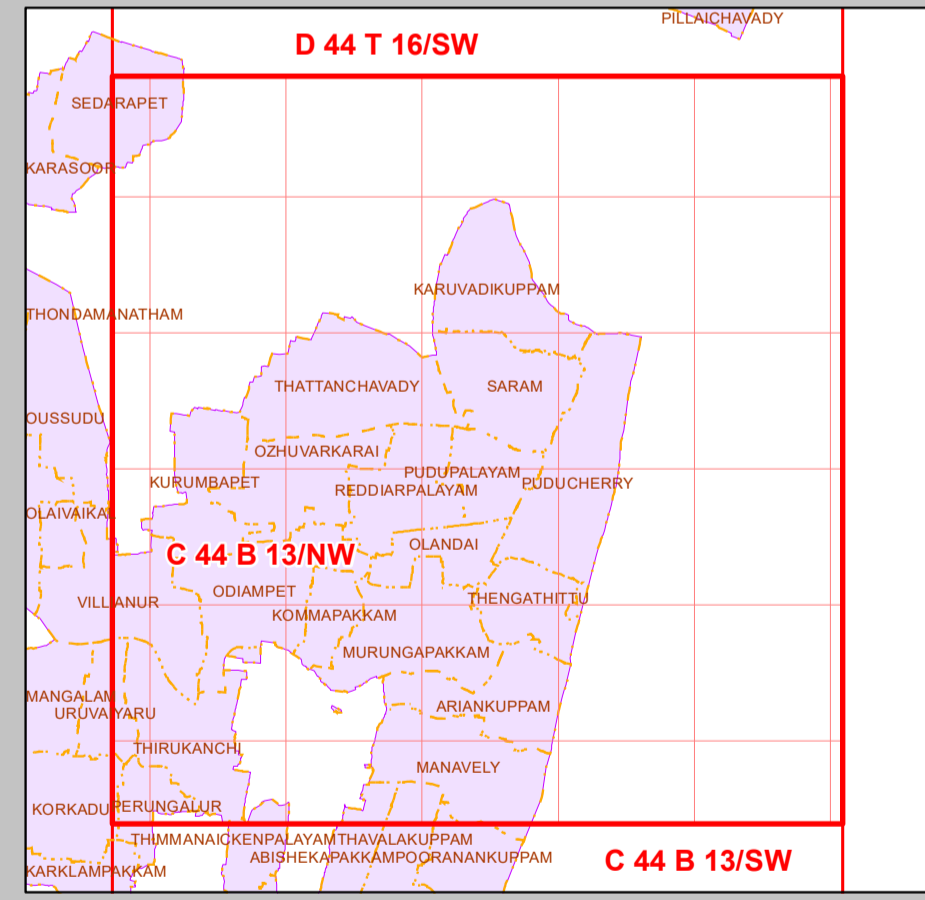 PILLAICHAVADY
D 44 T 16/SW
SEDARAPET
KARASOOR
KARUVADIKUPPAM
THONDAMANATHAM
THATTANCHAVADY
SARAM
OUSSUDU
OZHUVARKARAI
PUDUPALAYAM
KURUMBAPET
REDDIARPALAYAM
PUDUCHERRY
OLAIVAIKA
OLANDAI
C 44 B 13/NW
ODIAMPET
THENGATHITTU
VILLIANUR
KOMMAPAKKAM
MURUNGAPAKKAM
MANGALAM
ARIANKUPPAM
URUVAIYARU
THIRUKANCHI
MANAVELY
KORKADU
PERUNGALUR
THIMMANAICKENPALAYAM
THAVALAKUPPAM
ABISHEKAPAKKAM
POORANANKUPPAM
C 44 B 13/SW
KARKLAMPAKKAM